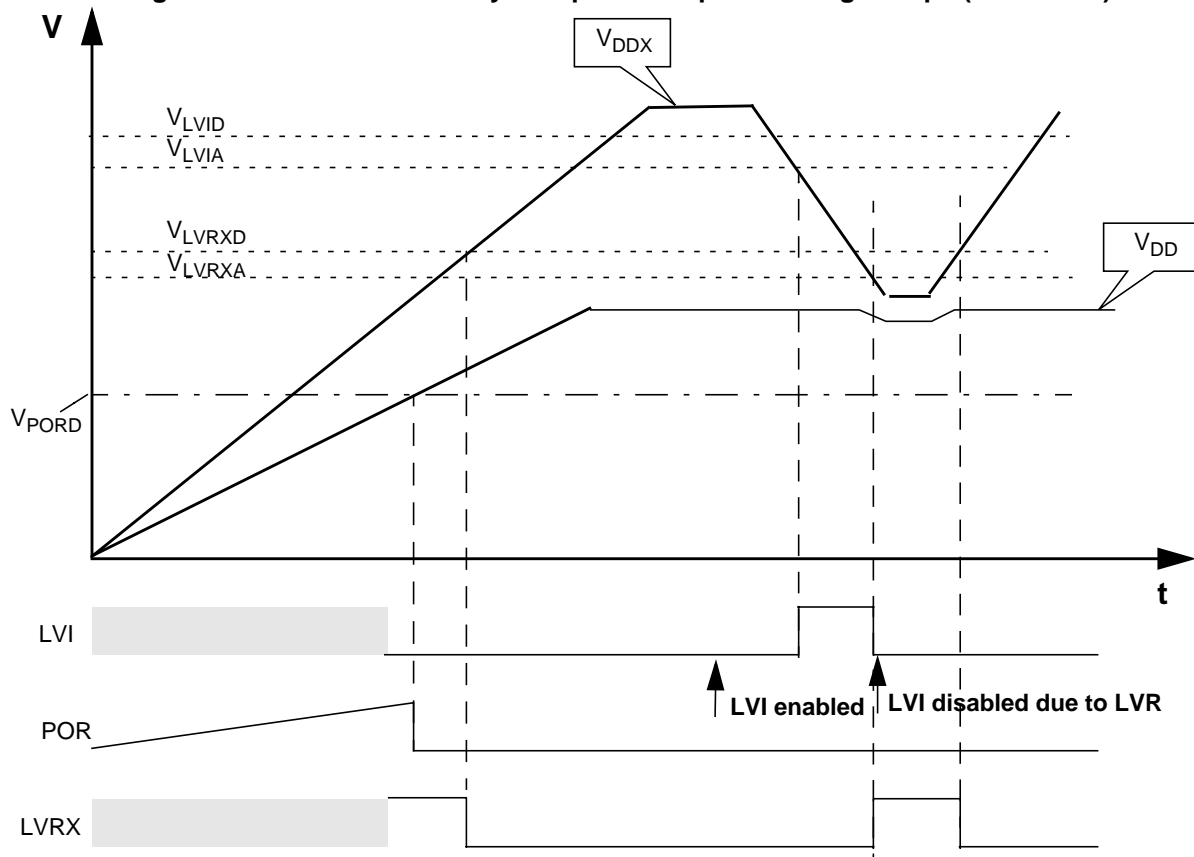 V
VDDX
VLVID
VLVIA
VLVRXD
VLVRXA
VDD
VPORD
t
LVI
LVI enabled
LVI disabled due to LVR
POR
LVRX